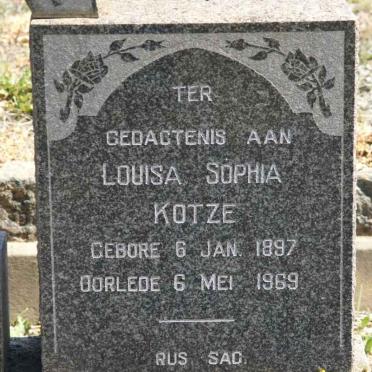 TER
GEDACTENIS AAN
LOUISA SOPHIA
KOTZE
GEBORE 6 JAN. 1897
OORLEDE 6 MEI 1969
RUS SAG.